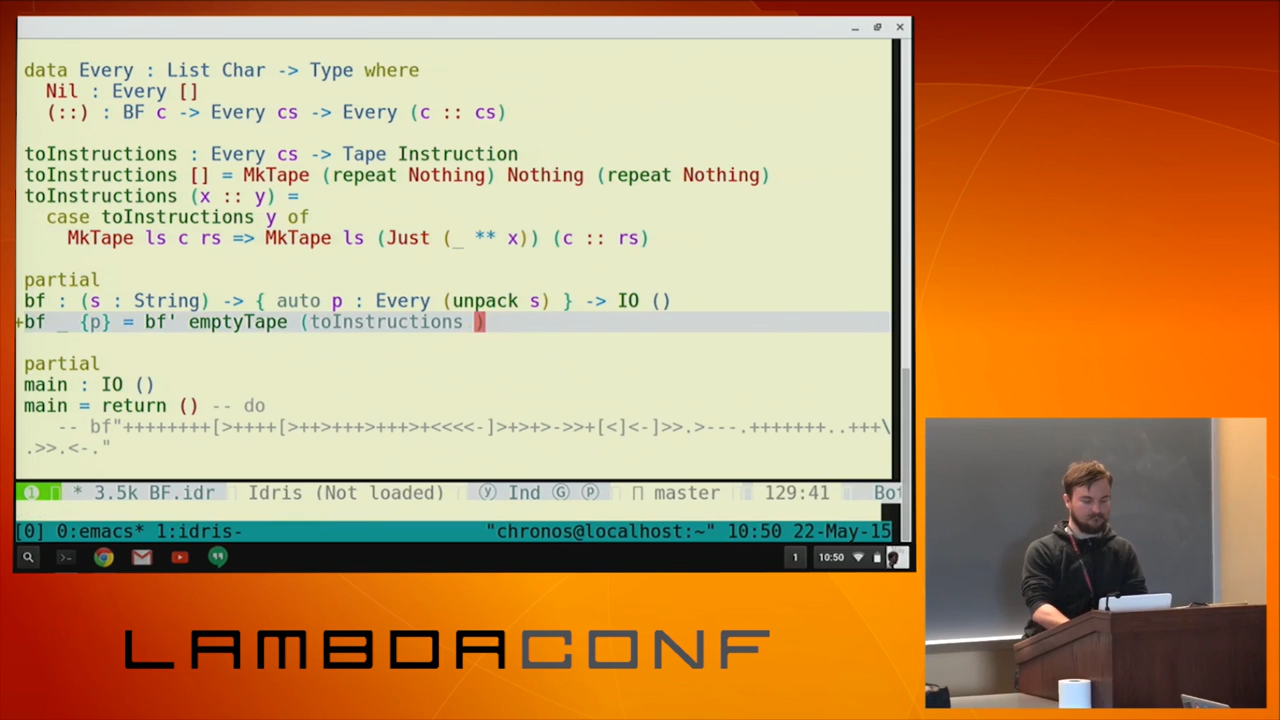 data Every : List Char -> Type where
  Nil : Every []
  (::) : BF c -> Every cs -> Every (c :: cs)
toInstructions : Every cs -> Tape Instruction
toInstructions [] = MkTape (repeat Nothing) Nothing (repeat Nothing)
toInstructions (x :: y) =
  case toInstructions y of
    MkTape ls c rs => MkTape ls (Just (_ ** x)) (c :: rs)
partial
bf : (s : String) -> { auto p : Every (unpack s) } -> IO ()
+bf _ {p} = bf' emptyTape (toInstructions )
partial
main : IO ()
main = return () -- do
   -- bf"++++++++[>++++[>++>+++>+++>+<<<<-]>+>+>->>+[<]<-]>>.>---.+++++++..+++\
.>>.<-."
1 * 3.5k BF.idr Idris (Not loaded) y Ind G p master 129:41 Bot
[0] 0:emacs* 1:idris- "chronos@localhost:~" 10:50 22-May-15
1 10:50
LAMBDACONF